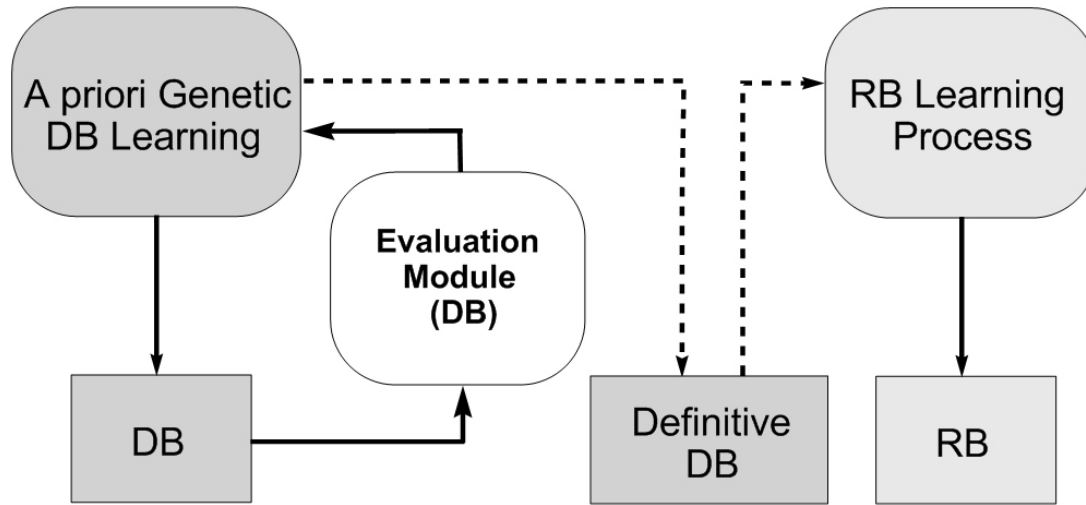 A priori Genetic
DB Learning
RB Learning
Process
Evaluation
Module
(DB)
DB
Definitive
DB
RB